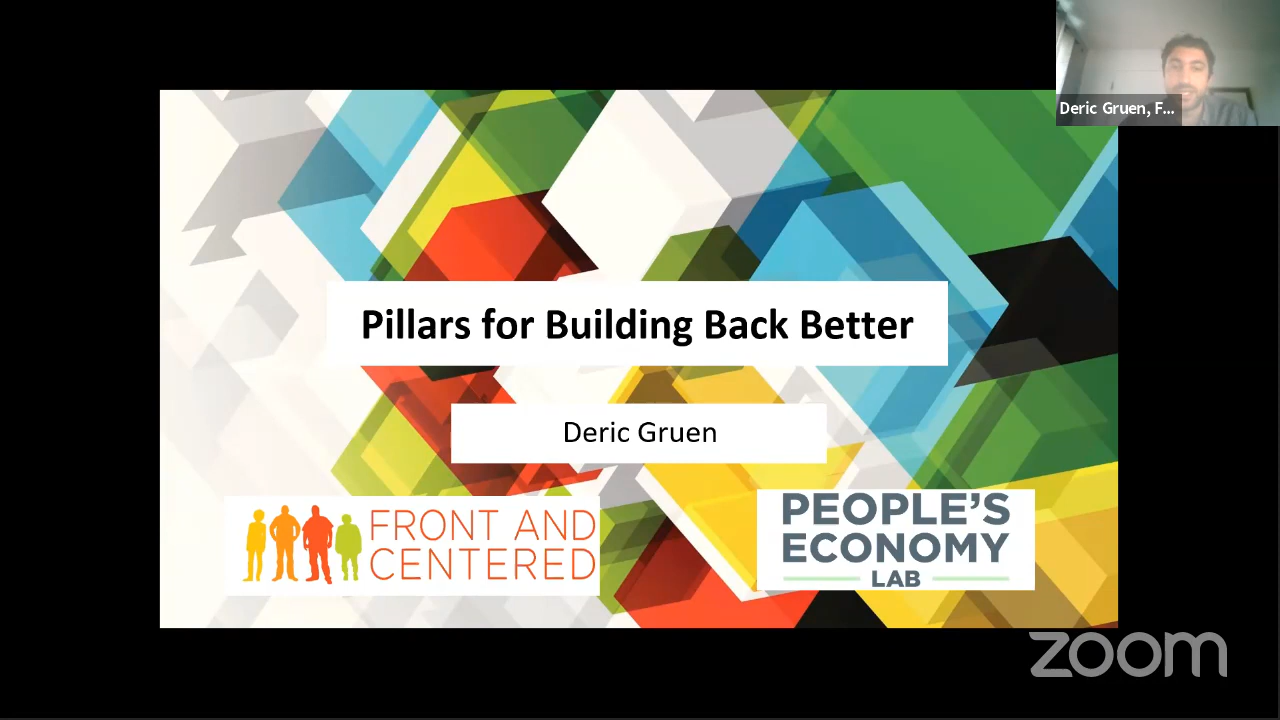 Deric Gruen, F...
Pillars for Building Back Better
Deric Gruen
FRONT AND
CENTERED
PEOPLE'S
ECONOMY
LAB
zoom